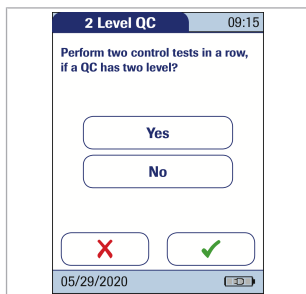 2 Level QC 09:15
Perform two control tests in a row,
if a QC has two level?
Yes
No
05/29/2020